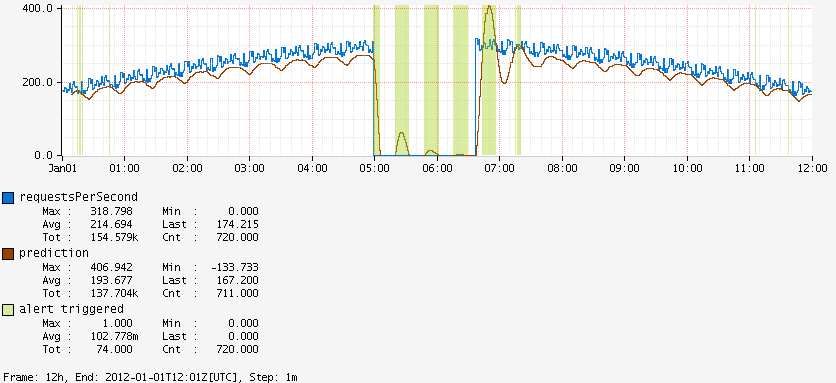 400.0
200.0
0.0
Jan01 01:00 02:00 03:00 04:00 05:00 06:00 07:00 08:00 09:00 10:00 11:00 12:00
requestsPerSecond
Max : 318.798 Min : 0.000
Avg : 214.694 Last : 174.215
Tot : 154.579k Cnt : 720.000
prediction
Max : 406.942 Min : -133.733
Avg : 193.677 Last : 167.200
Tot : 137.704k Cnt : 711.000
alert triggered
Max : 1.000 Min : 0.000
Avg : 102.778m Last : 0.000
Tot : 74.000 Cnt : 720.000
Frame: 12h, End: 2012-01-01T12:01Z[UTC], Step: 1m